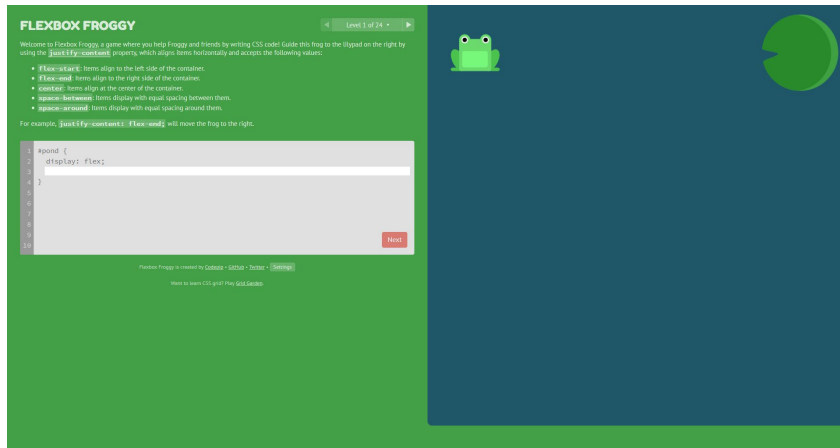 FLEXBOX FROGGY
Level 1 of 24
Welcome to Flexbox Froggy, a game where you help Froggy and friends by writing CSS code! Guide this frog to the lilypad on the right by
using the justify-content property, which aligns items horizontally and accepts the following values:
• flex-start: Items align to the left side of the container.
• flex-end: Items align to the right side of the container.
• center: Items align at the center of the container.
• space-between: Items display with equal spacing between them.
• space-around: Items display with equal spacing around them.
For example, justify-content: flex-end; will move the frog to the right.
1 #pond {
2 display: flex;
3
4 }
5
6
7
8
9
10
Next
Flexbox Froggy is created by Codepip • GitHub • Twitter • Settings
Want to learn CSS grid? Play Grid Garden.